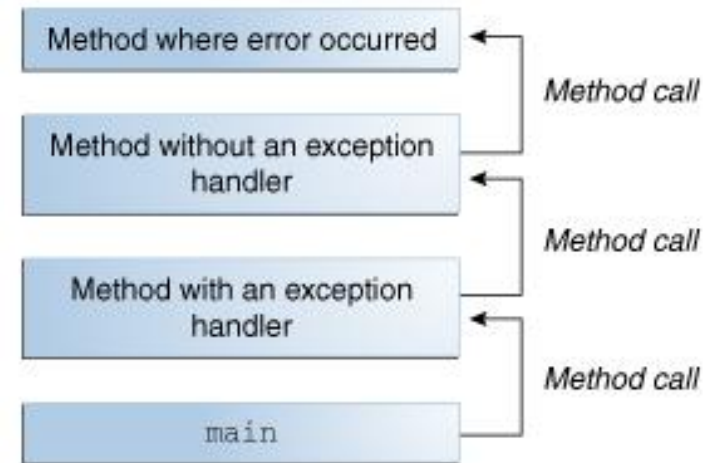 Method where error occurred
Method call
Method without an exception
handler
Method call
Method with an exception
handler
Method call
main